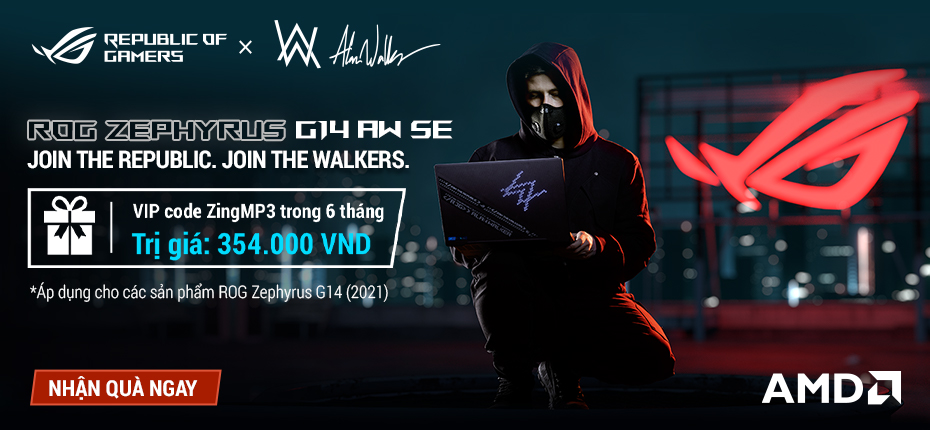 REPUBLIC OF
GAMERS
×
AW
Alan Walker
ROG ZEPHYRUS G14 AW SE
JOIN THE REPUBLIC. JOIN THE WALKERS.
VIP code ZingMP3 trong 6 tháng
Trị giá: 354.000 VND
*Áp dụng cho các sản phẩm ROG Zephyrus G14 (2021)
NHẬN QUÀ NGAY
AMD